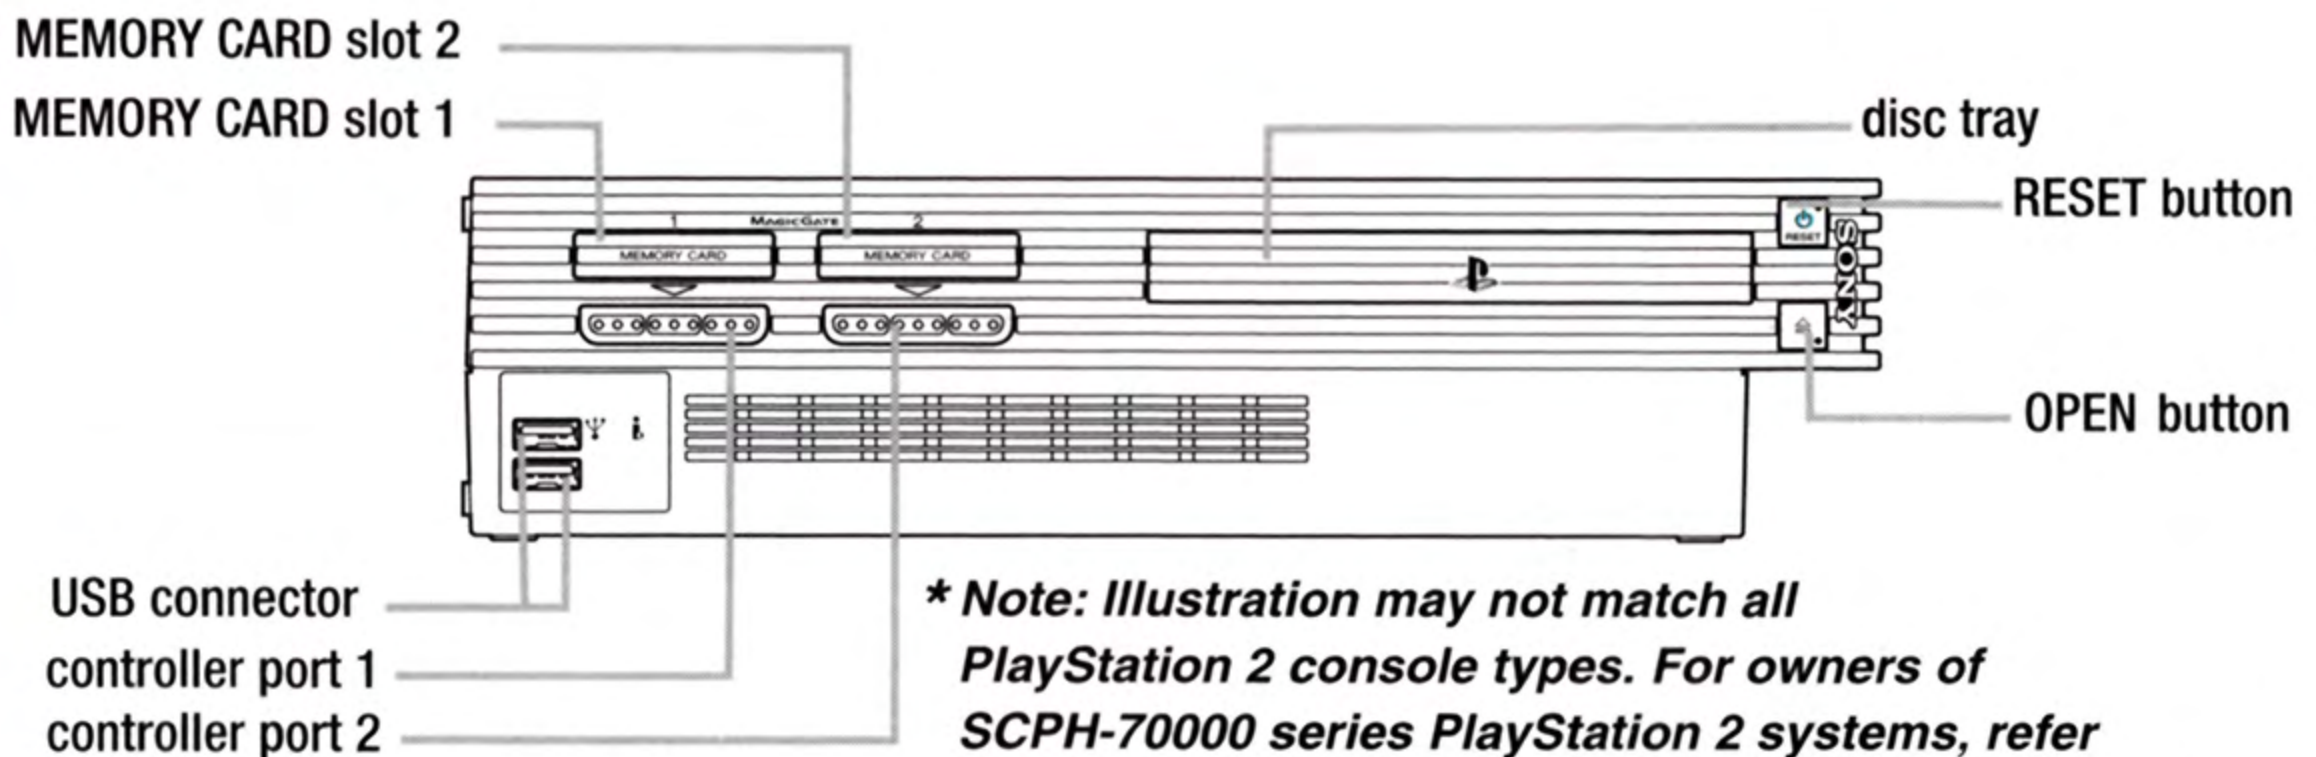 MEMORY CARD slot 2
MEMORY CARD slot 1
disc tray
RESET button
1
MAGICGATE
2
MEMORY CARD
MEMORY CARD
RESET
SONY
OPEN button
USB connector
controller port 1
controller port 2
* Note: Illustration may not match all
PlayStation 2 console types. For owners of
SCPH-70000 series PlayStation 2 systems, refer